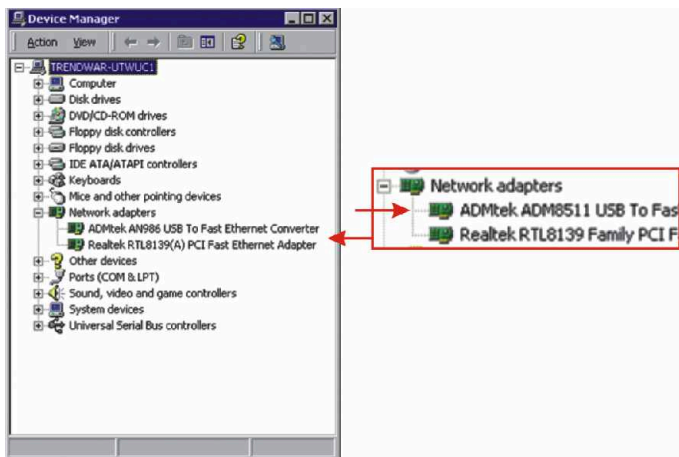 Device Manager
Action View
TRENDWAR-UTWUC1
Computer
Disk drives
DVD/CD-ROM drives
Floppy disk controllers
Floppy disk drives
IDE ATA/ATAPI controllers
Keyboards
Mice and other pointing devices
Network adapters
ADMtek AN986 USB To Fast Ethernet Converter
Realtek RTL8139(A) PCI Fast Ethernet Adapter
Other devices
Ports (COM & LPT)
Sound, video and game controllers
System devices
Universal Serial Bus controllers
Network adapters
ADMtek ADM8511 USB To Fas
Realtek RTL8139 Family PCI F